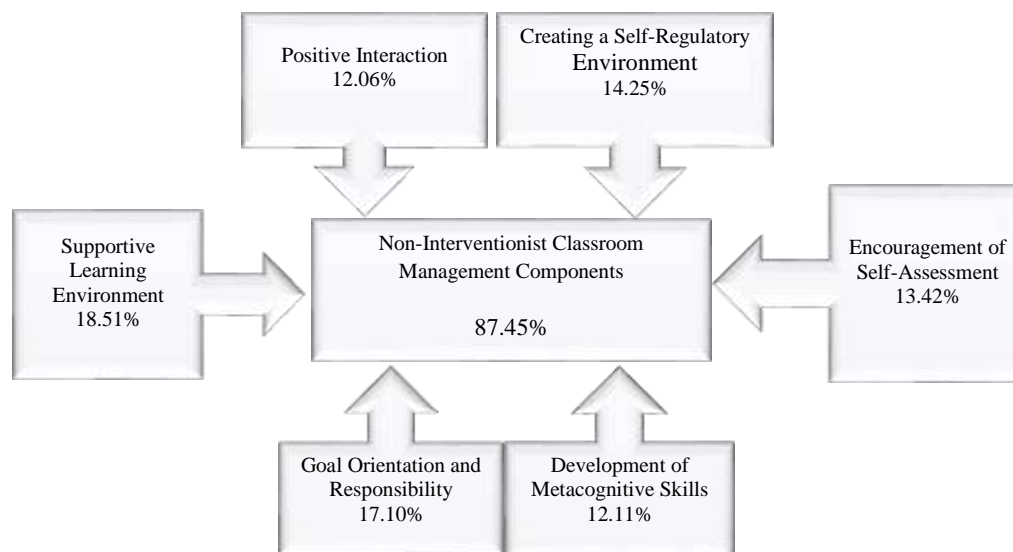 Positive Interaction
12.06%
Creating a Self-Regulatory
Environment
14.25%
Supportive
Learning
Environment
18.51%
Non-Interventionist Classroom
Management Components
87.45%
Encouragement of
Self-Assessment
13.42%
Goal Orientation and
Responsibility
17.10%
Development of
Metacognitive Skills
12.11%